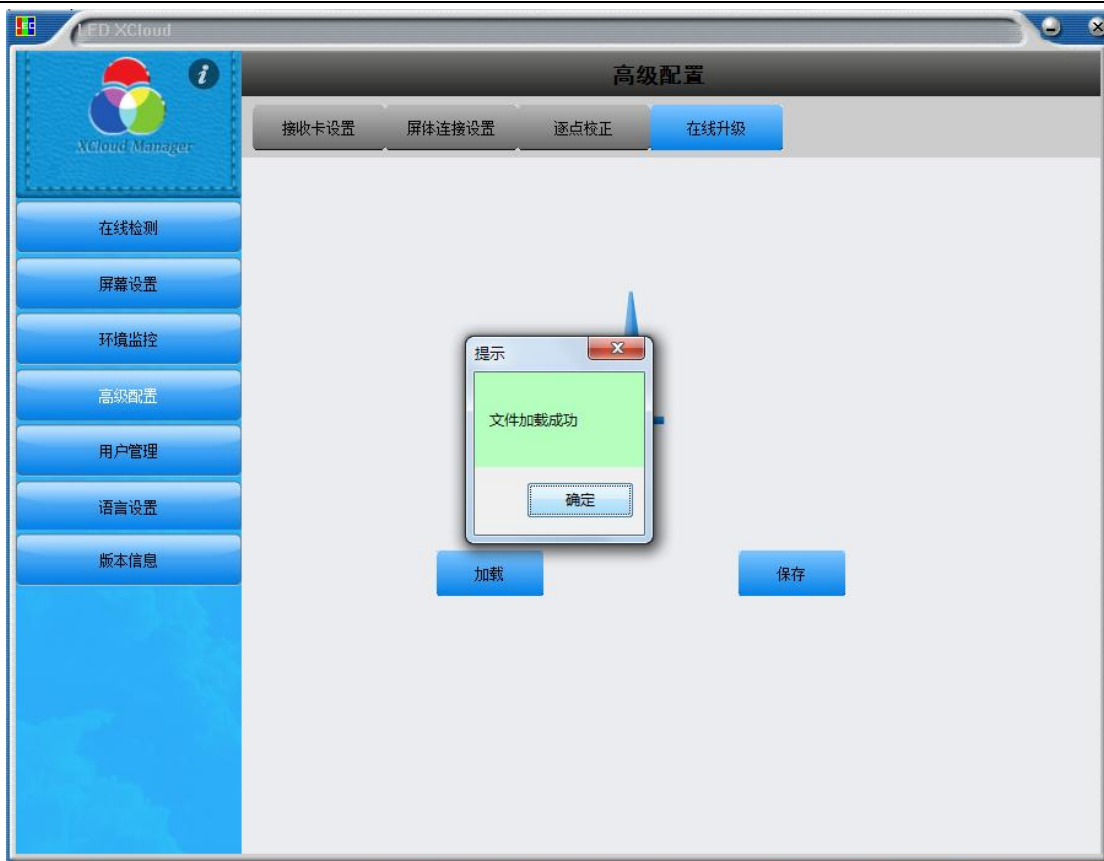 LED XCloud
XCloud Manager
高级配置
接收卡设置 屏体连接设置 逐点校正 在线升级
在线检测
屏幕设置
环境监控
高级配置
用户管理
语言设置
版本信息
提示
文件加载成功
确定
加载 保存